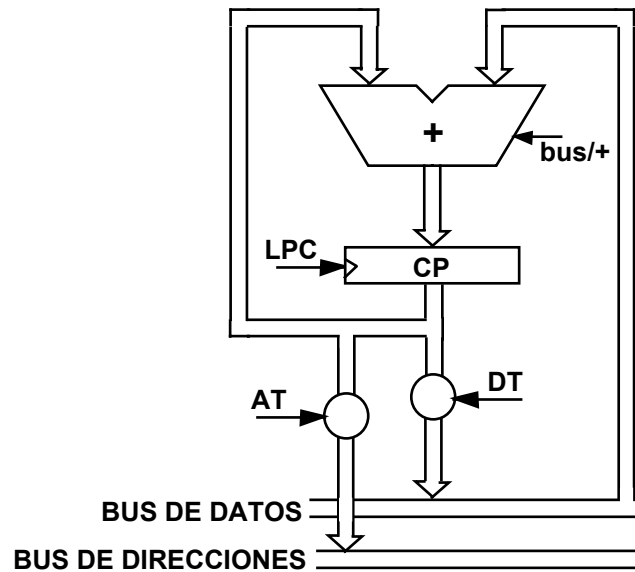 +
bus/+
LPC
CP
AT
DT
BUS DE DATOS
BUS DE DIRECCIONES